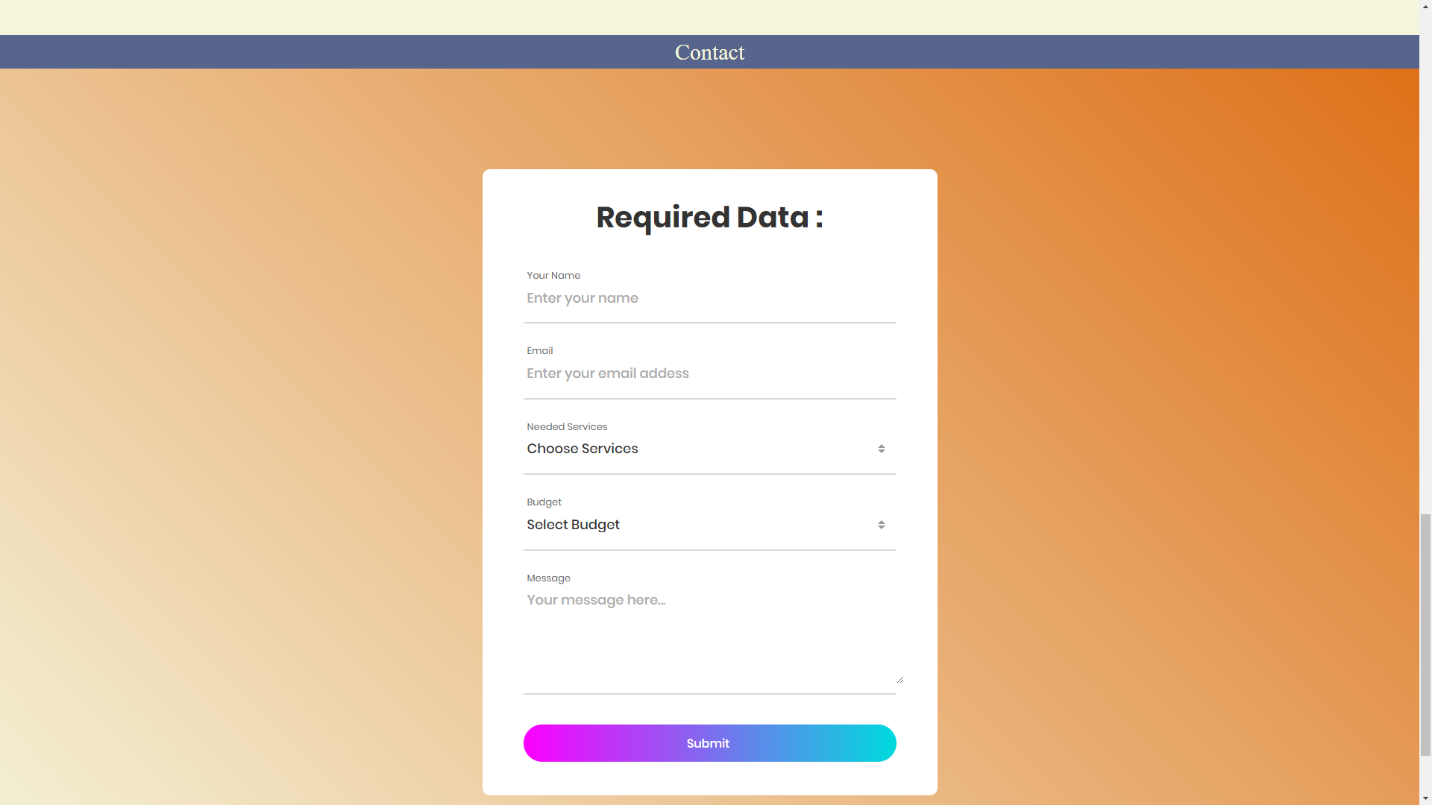 Contact
Required Data :
Your Name
Enter your name
Email
Enter your email addess
Needed Services
Choose Services
Budget
Select Budget
Message
Your message here...
Submit